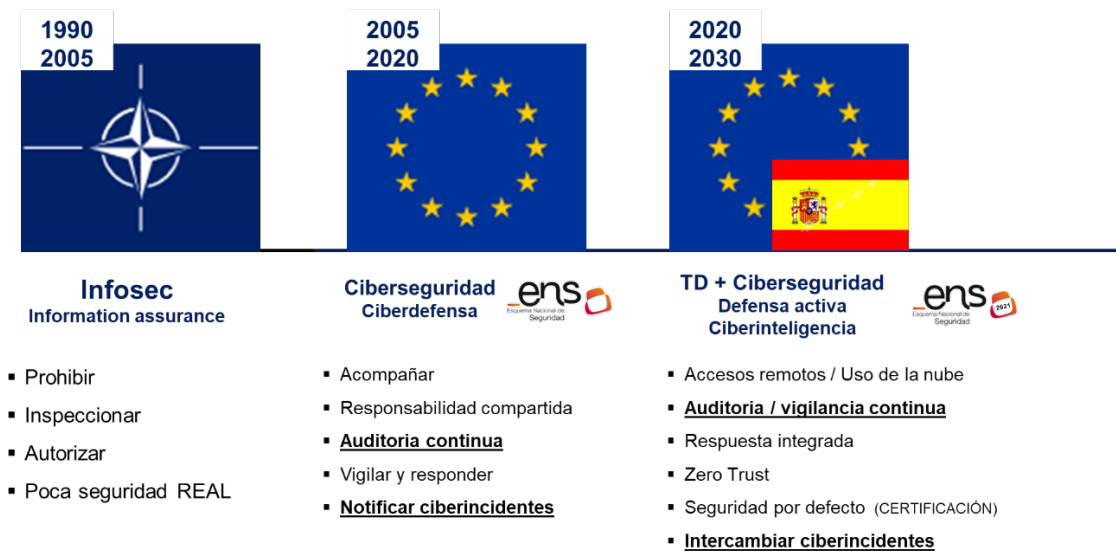 1990
2005
2005
2020
2020
2030
Infosec
Information assurance
▪ Prohibir
▪ Inspeccionar
▪ Autorizar
▪ Poca seguridad REAL
Ciberseguridad
Ciberdefensa
ens
Esquema Nacional de
Seguridad
▪ Acompañar
▪ Responsabilidad compartida
▪ Auditoria continua
▪ Vigilar y responder
▪ Notificar ciberincidentes
TD + Ciberseguridad
Defensa activa
Ciberinteligencia
ens
2021
Esquema Nacional de
Seguridad
▪ Accesos remotos / Uso de la nube
▪ Auditoria / vigilancia continua
▪ Respuesta integrada
▪ Zero Trust
▪ Seguridad por defecto (CERTIFICACIÓN)
▪ Intercambiar ciberincidentes